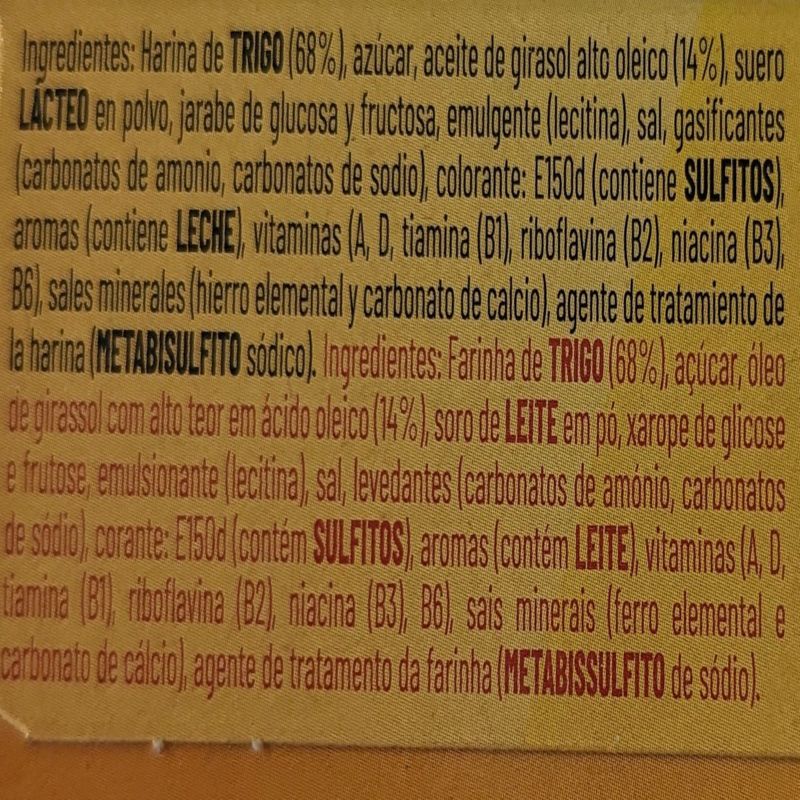 Ingredientes: Harina de TRIGO (68%), azúcar, aceite de girasol alto oleico (14%), suero
LÁCTEO en polvo, jarabe de glucosa y fructosa, emulgente (lecitina), sal, gasificantes
(carbonatos de amonio, carbonatos de sodio), colorante: E150d (contiene SULFITOS),
aromas (contiene LECHE), vitaminas (A, D, tiamina (B1), riboflavina (B2), niacina (B3),
B6), sales minerales (hierro elemental y carbonato de calcio), agente de tratamiento de
la harina (METABISULFITO sódico). Ingredientes: Farinha de TRIGO (68%), açúcar, óleo
de girassol com alto teor em ácido oleico (14%), soro de LEITE em pó, xarope de glicose
e frutose, emulsionante (lecitina), sal, levedantes (carbonatos de amónio, carbonatos
de sódio), corante: E150d (contém SULFITOS), aromas (contém LEITE), vitaminas (A, D,
tiamina (B1), riboflavina (B2), niacina (B3), B6), sais minerais (ferro elemental e
carbonato de cálcio), agente de tratamento da farinha (METABISSULFITO de sódio).